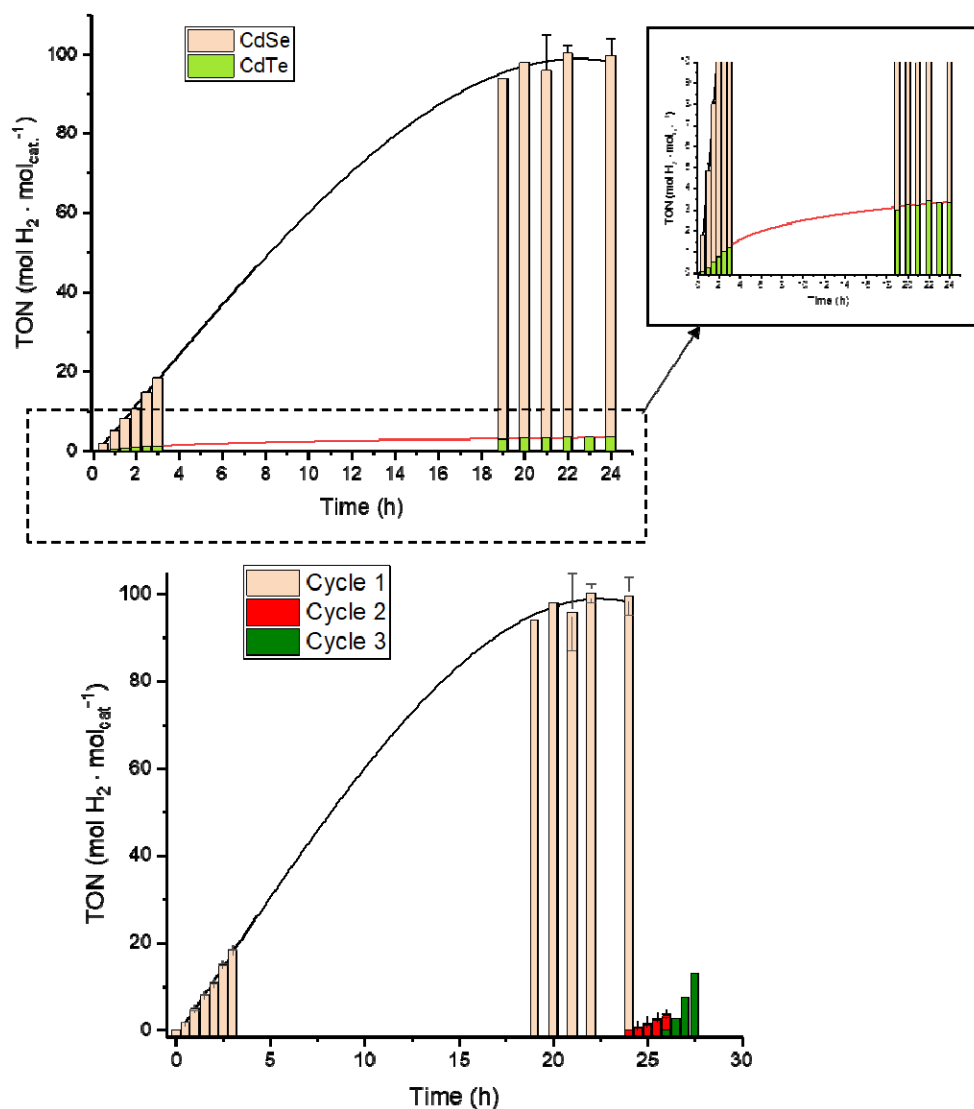 CdSe
CdTe
100
80
60
40
20
0
TON (mol H₂ · mol_cat.⁻¹)
0 2 4 6 8 10 12 14 16 18 20 22 24
Time (h)
Time (h)
Cycle 1
Cycle 2
Cycle 3
100
80
60
40
20
0
TON (mol H₂ · mol_cat⁻¹)
0 5 10 15 20 25 30
Time (h)